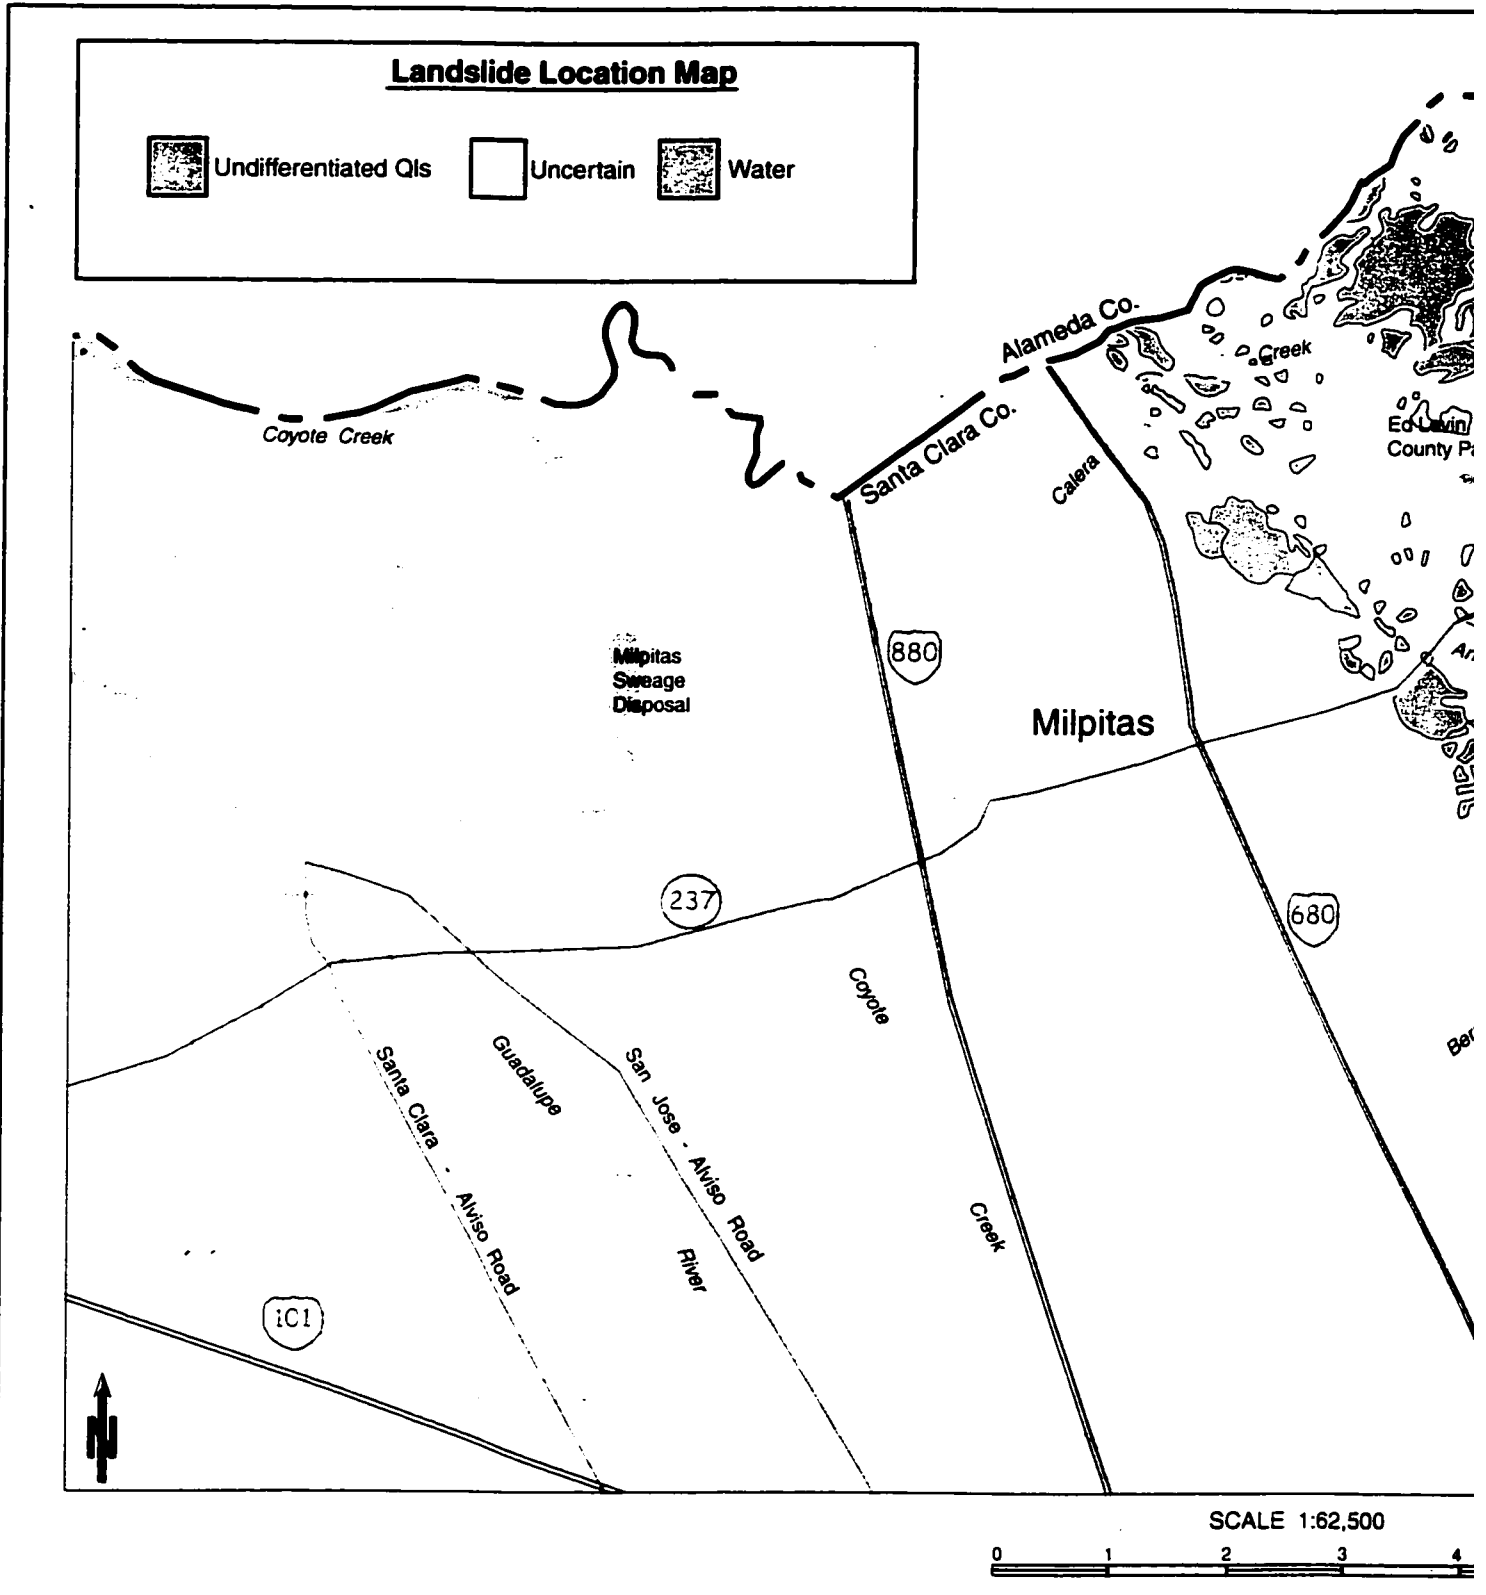 Landslide Location Map
Undifferentiated Qls
Uncertain
Water
Alameda Co.
Santa Clara Co.
Creek
Coyote Creek
Calera
County
Milpitas
Sweage
Disposal
880
Milpitas
237
680
Coyote
Creek
Guadalupe
River
San Jose - Alviso Road
Santa Clara - Alviso Road
N
SCALE 1:62,500
0 1 2 3 4